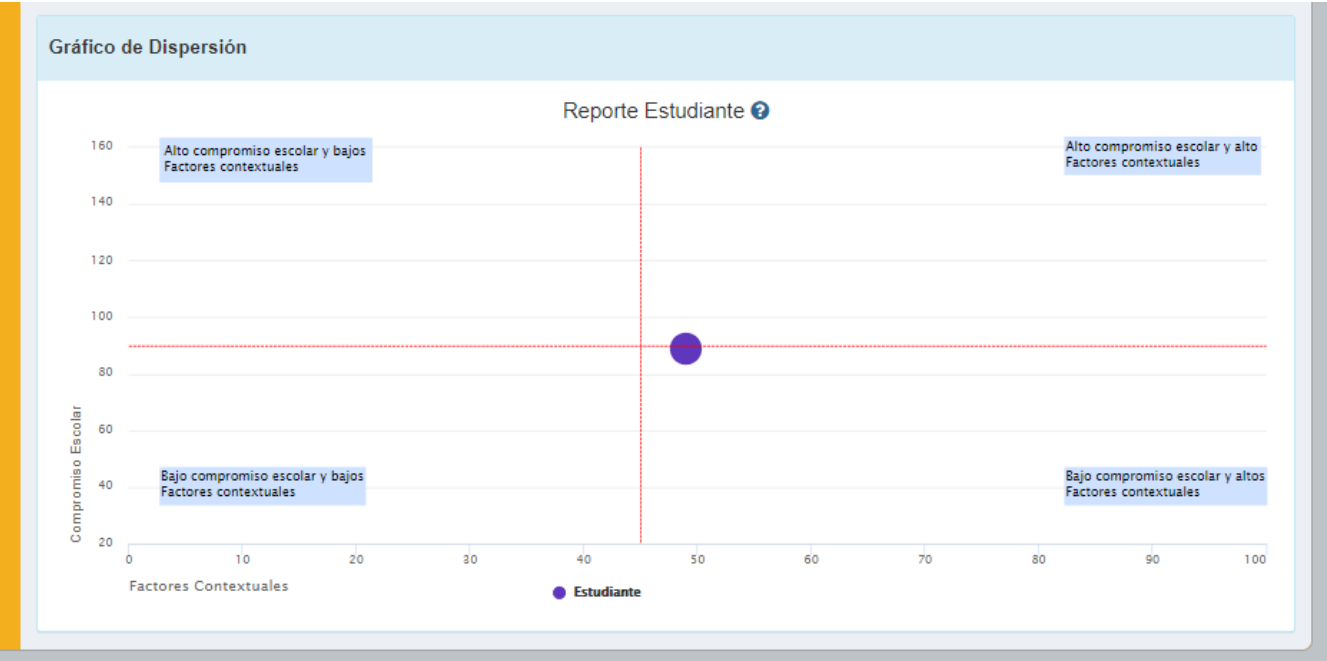 Gráfico de Dispersión
Reporte Estudiante
160
Alto compromiso escolar y bajos
Factores contextuales
Alto compromiso escolar y alto
Factores contextuales
140
120
100
80
60
Compromiso Escolar
Bajo compromiso escolar y bajos
Factores contextuales
Bajo compromiso escolar y altos
Factores contextuales
40
20
0 10 20 30 40 50 60 70 80 90 100
Factores Contextuales
Estudiante